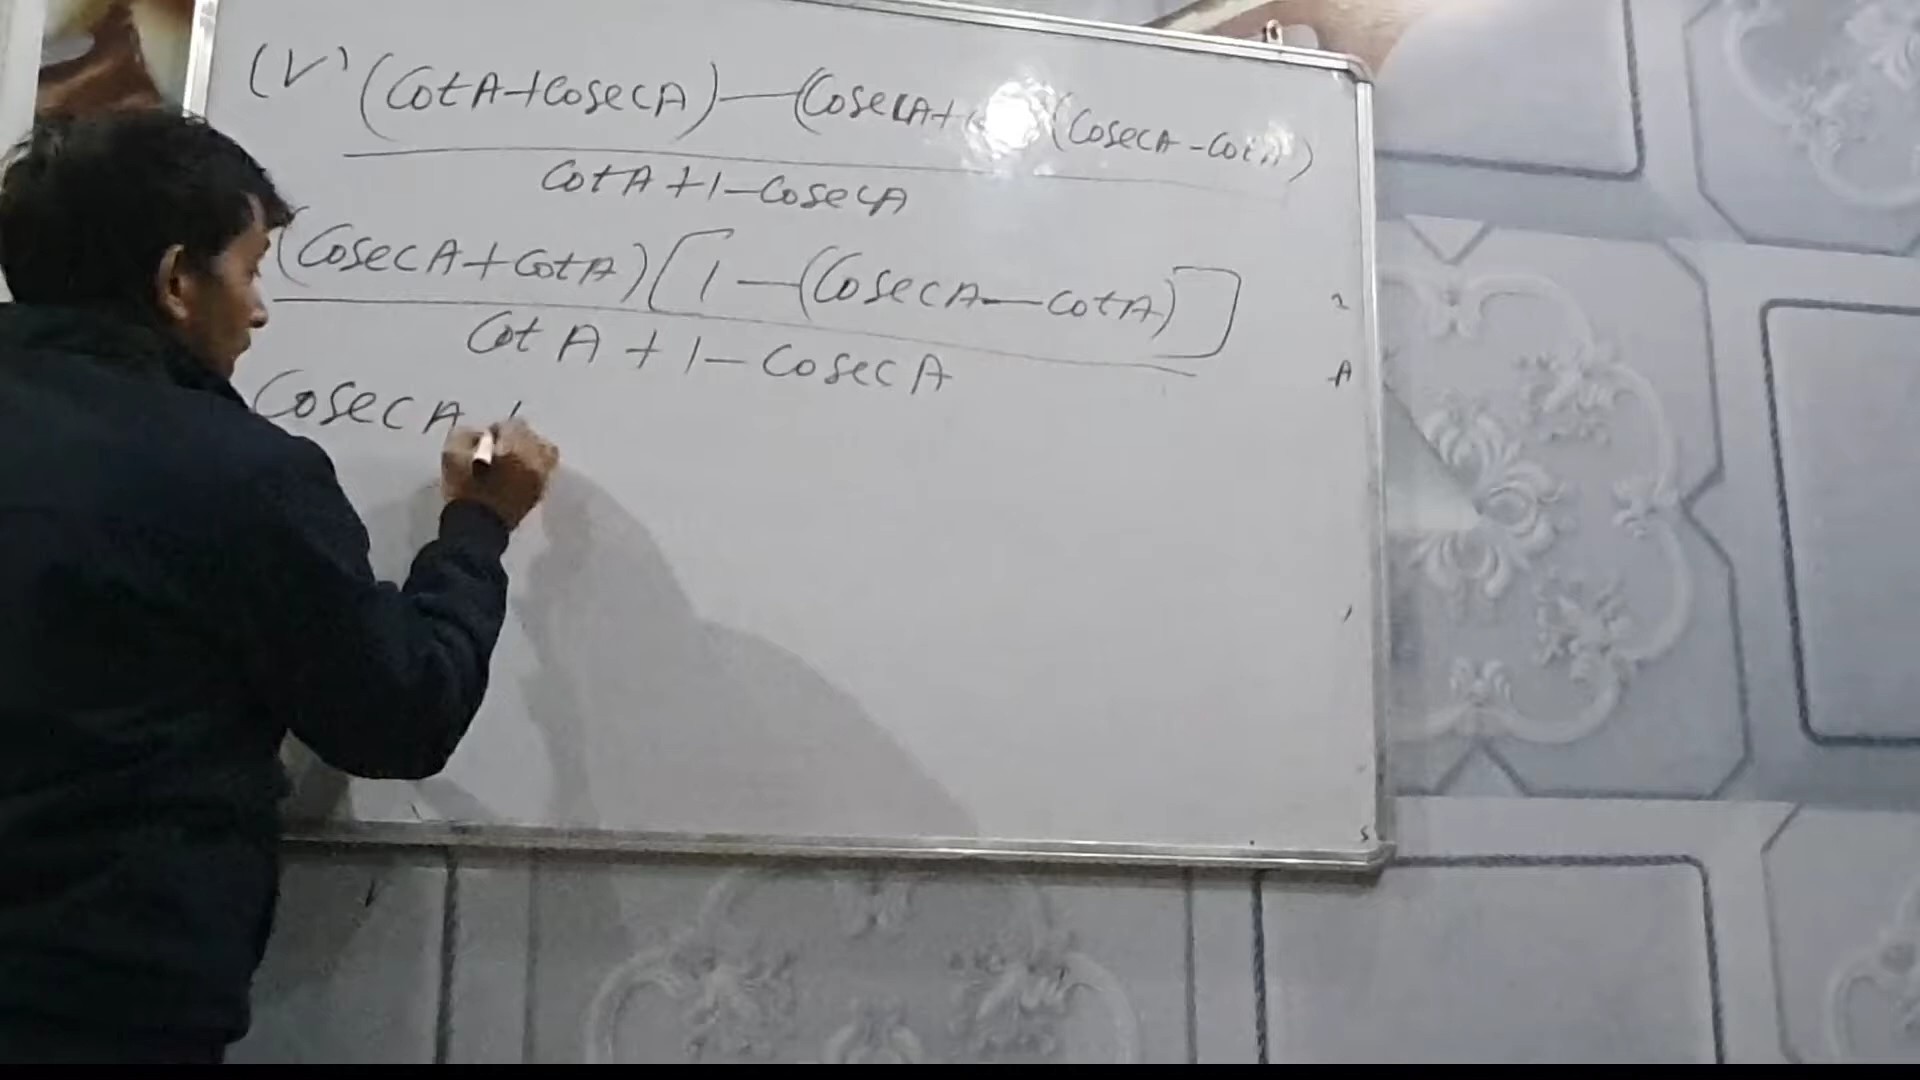 (V) (CotA+CosecA)—(CosecA+ (CosecA-CotA)
CotA+1-CosecA
(CosecA+CotA)[1—(CosecA—CotA)]
Cot A + 1 - CosecA
CosecA +